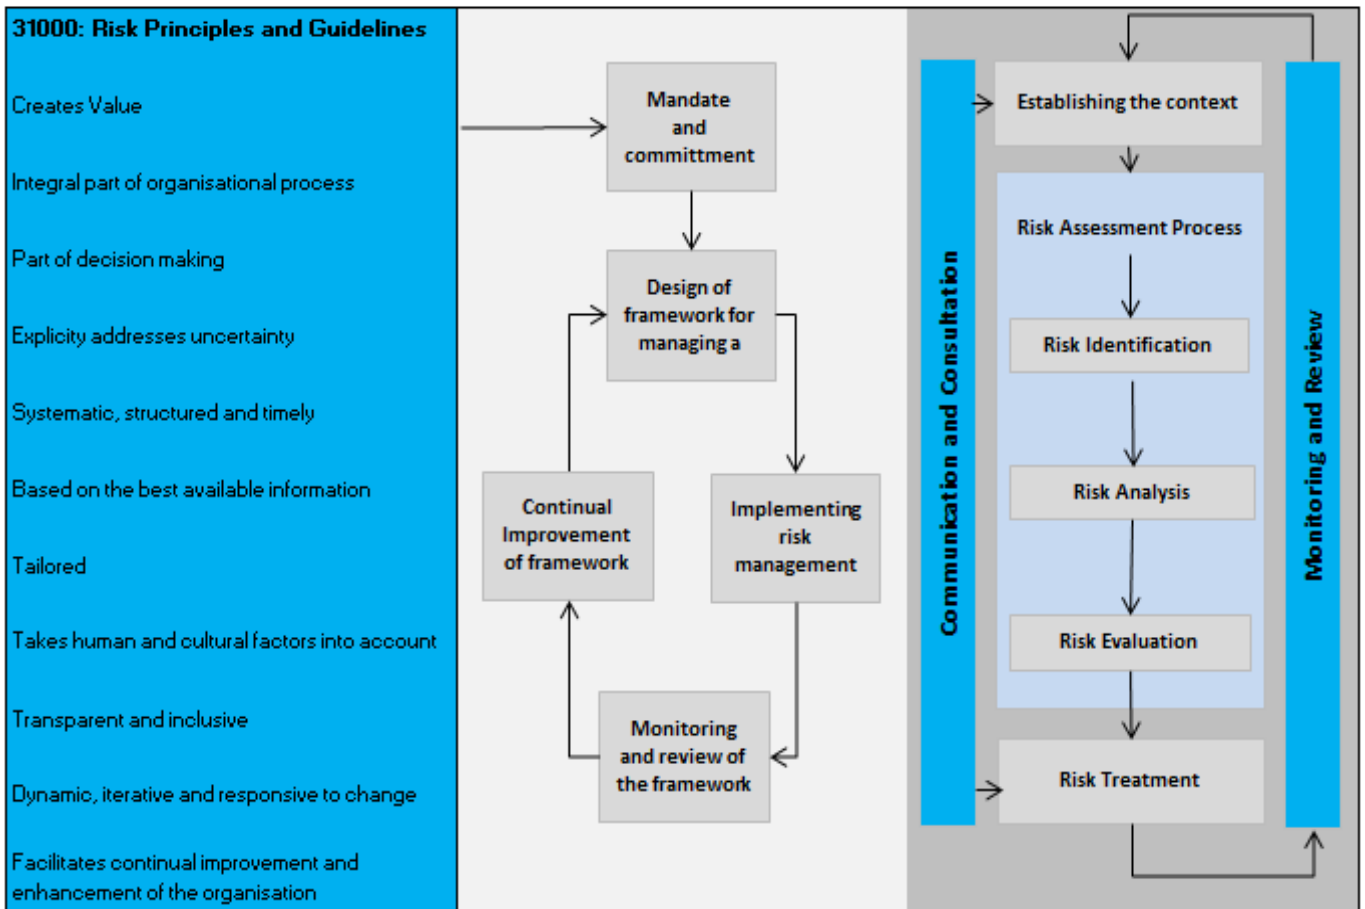 31000: Risk Principles and Guidelines
Creates Value
Integral part of organisational process
Part of decision making
Explicity addresses uncertainty
Systematic, structured and timely
Based on the best available information
Tailored
Takes human and cultural factors into account
Transparent and inclusive
Dynamic, iterative and responsive to change
Facilitates continual improvement and
enhancement of the organisation
Mandate
and
committment
Design of
framework for
managing a
Implementing
risk
management
Monitoring
and review of
the framework
Continual
Improvement
of framework
Communication and Consultation
Establishing the context
Risk Assessment Process
Risk Identification
Risk Analysis
Risk Evaluation
Risk Treatment
Monitoring and Review